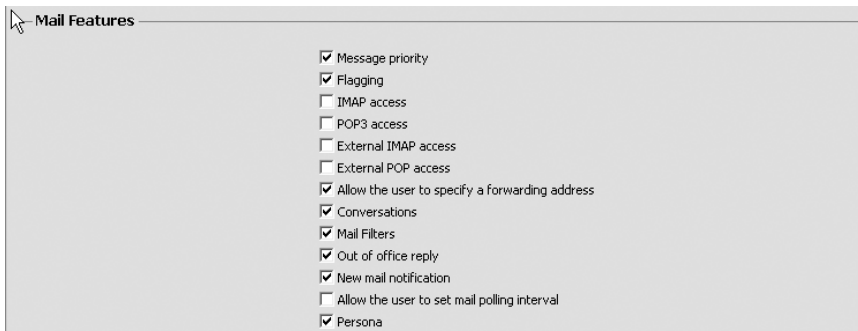 Mail Features
Message priority
Flagging
IMAP access
POP3 access
External IMAP access
External POP access
Allow the user to specify a forwarding address
Conversations
Mail Filters
Out of office reply
New mail notification
Allow the user to set mail polling interval
Persona